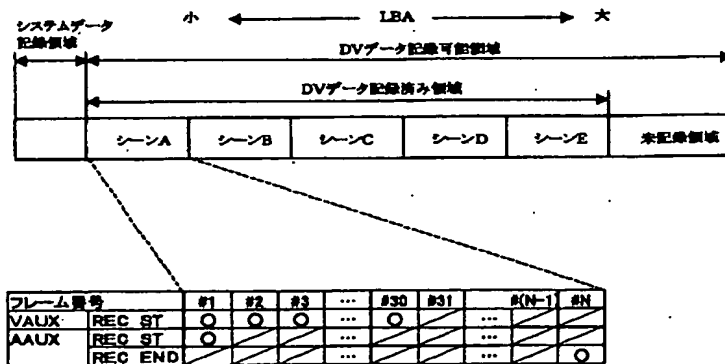 小 LBA 大
システムデータ
記録領域
DVデータ記録可能領域
DVデータ記録済み領域
シーンA シーンB シーンC シーンD シーンE 未記録領域
フレーム番号 #1 #2 #3 … #30 #31 … #(N-1) #N
VAUX REC ST ○ ○ ○ … ○ …
AAUX REC ST ○ … …
REC END … … ○